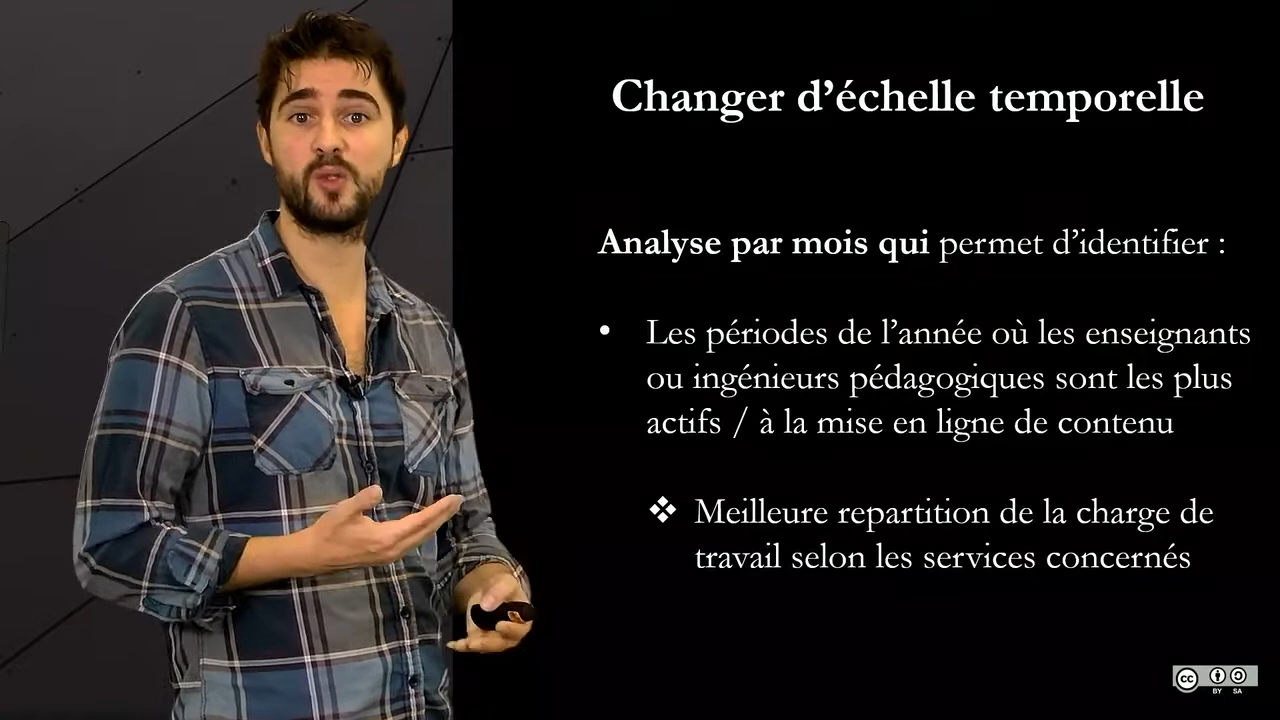 Changer d’échelle temporelle
Analyse par mois qui permet d’identifier :
• Les périodes de l’année où les enseignants
ou ingénieurs pédagogiques sont les plus
actifs / à la mise en ligne de contenu
❖ Meilleure repartition de la charge de
travail selon les services concernés
cc
BY SA